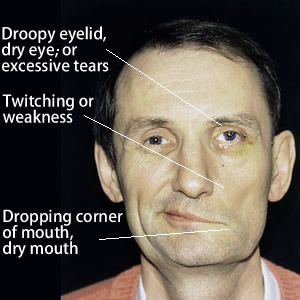 Droopy eyelid,
dry eye, or
excessive tears
Twitching or
weakness
Dropping corner
of mouth,
dry mouth